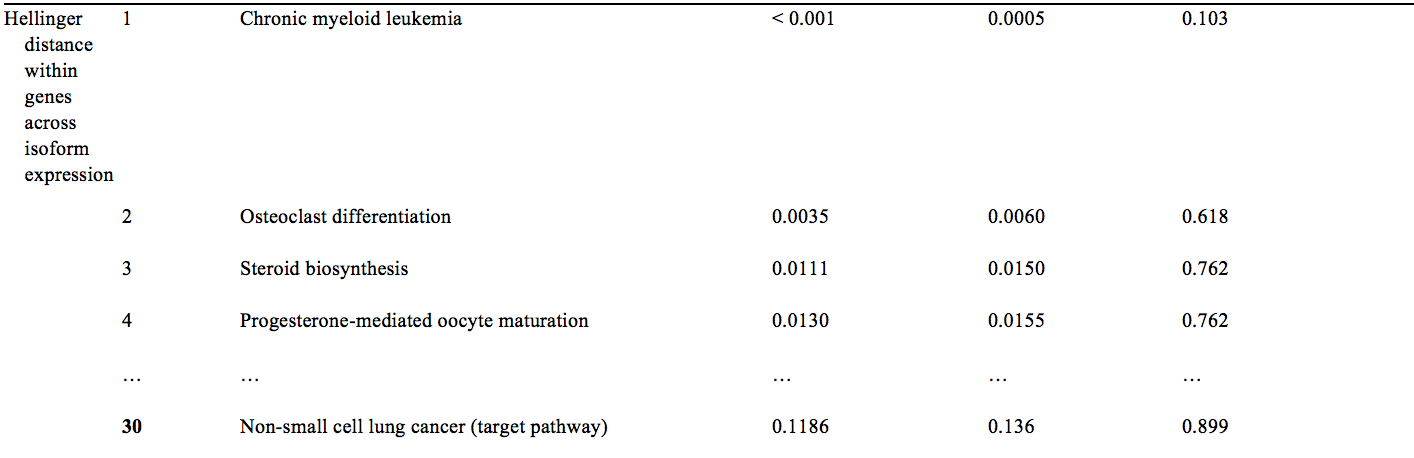 Hellinger 1 Chronic myeloid leukemia < 0.001 0.0005 0.103
distance
within
genes
across
isoform
expression
2 Osteoclast differentiation 0.0035 0.0060 0.618
3 Steroid biosynthesis 0.0111 0.0150 0.762
4 Progesterone-mediated oocyte maturation 0.0130 0.0155 0.762
… … … … …
30 Non-small cell lung cancer (target pathway) 0.1186 0.136 0.899